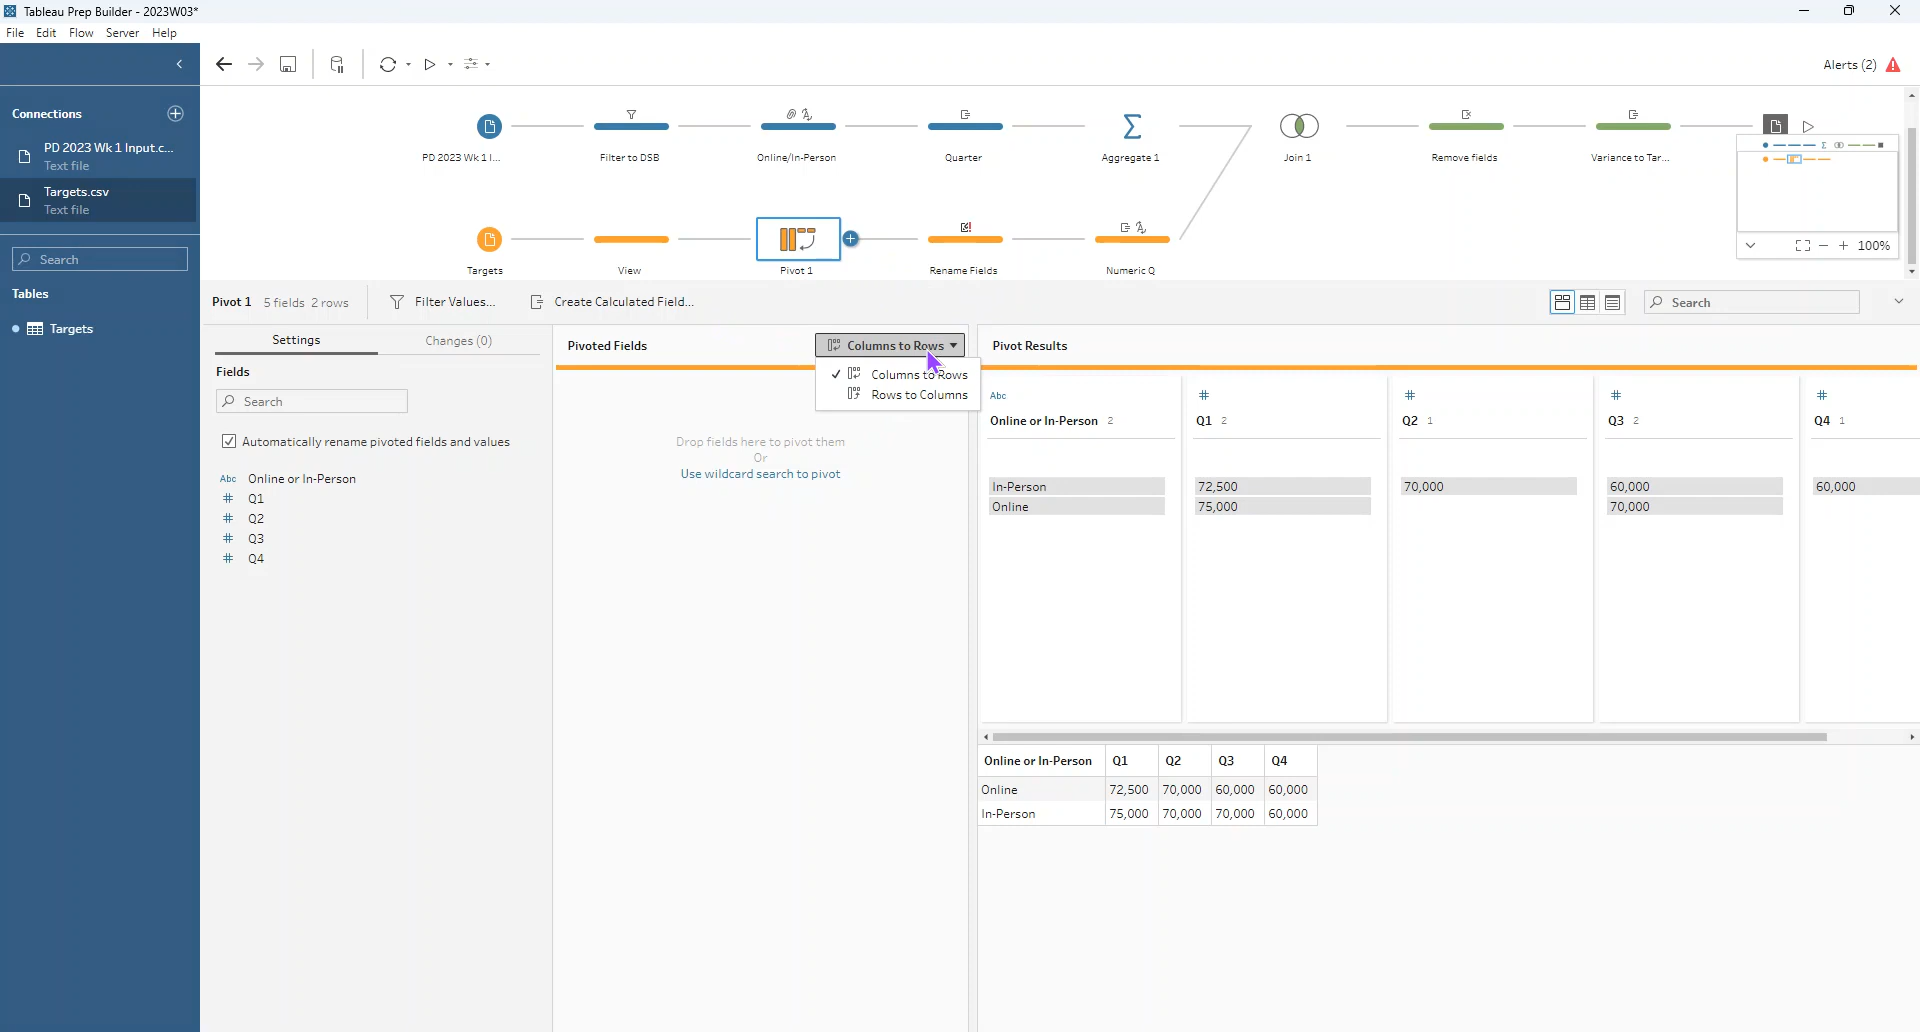 Tableau Prep Builder - 2023W03*
File Edit Flow Server Help
Alerts (2)
Connections
PD 2023 Wk 1 Input.c...
Text file
Targets.csv
Text file
Search
Tables
Targets
PD 2023 Wk 1 I...
Filter to DSB
Online/In-Person
Quarter
Aggregate 1
Join 1
Remove fields
Variance to Tar...
Targets
View
Pivot 1
Rename Fields
Numeric Q
100%
Pivot 1 5 fields 2 rows
Filter Values...
Create Calculated Field...
Search
Settings
Changes (0)
Fields
Search
Automatically rename pivoted fields and values
Abc Online or In-Person
# Q1
# Q2
# Q3
# Q4
Pivoted Fields
Columns to Rows
Columns to Rows
Rows to Columns
Drop fields here to pivot them
Or
Use wildcard search to pivot
Pivot Results
Abc # # # #
Online or In-Person 2 Q1 2 Q2 1 Q3 2 Q4 1
In-Person 72,500 70,000 60,000 60,000
Online 75,000 70,000
Online or In-Person Q1 Q2 Q3 Q4
Online 72,500 70,000 60,000 60,000
In-Person 75,000 70,000 70,000 60,000